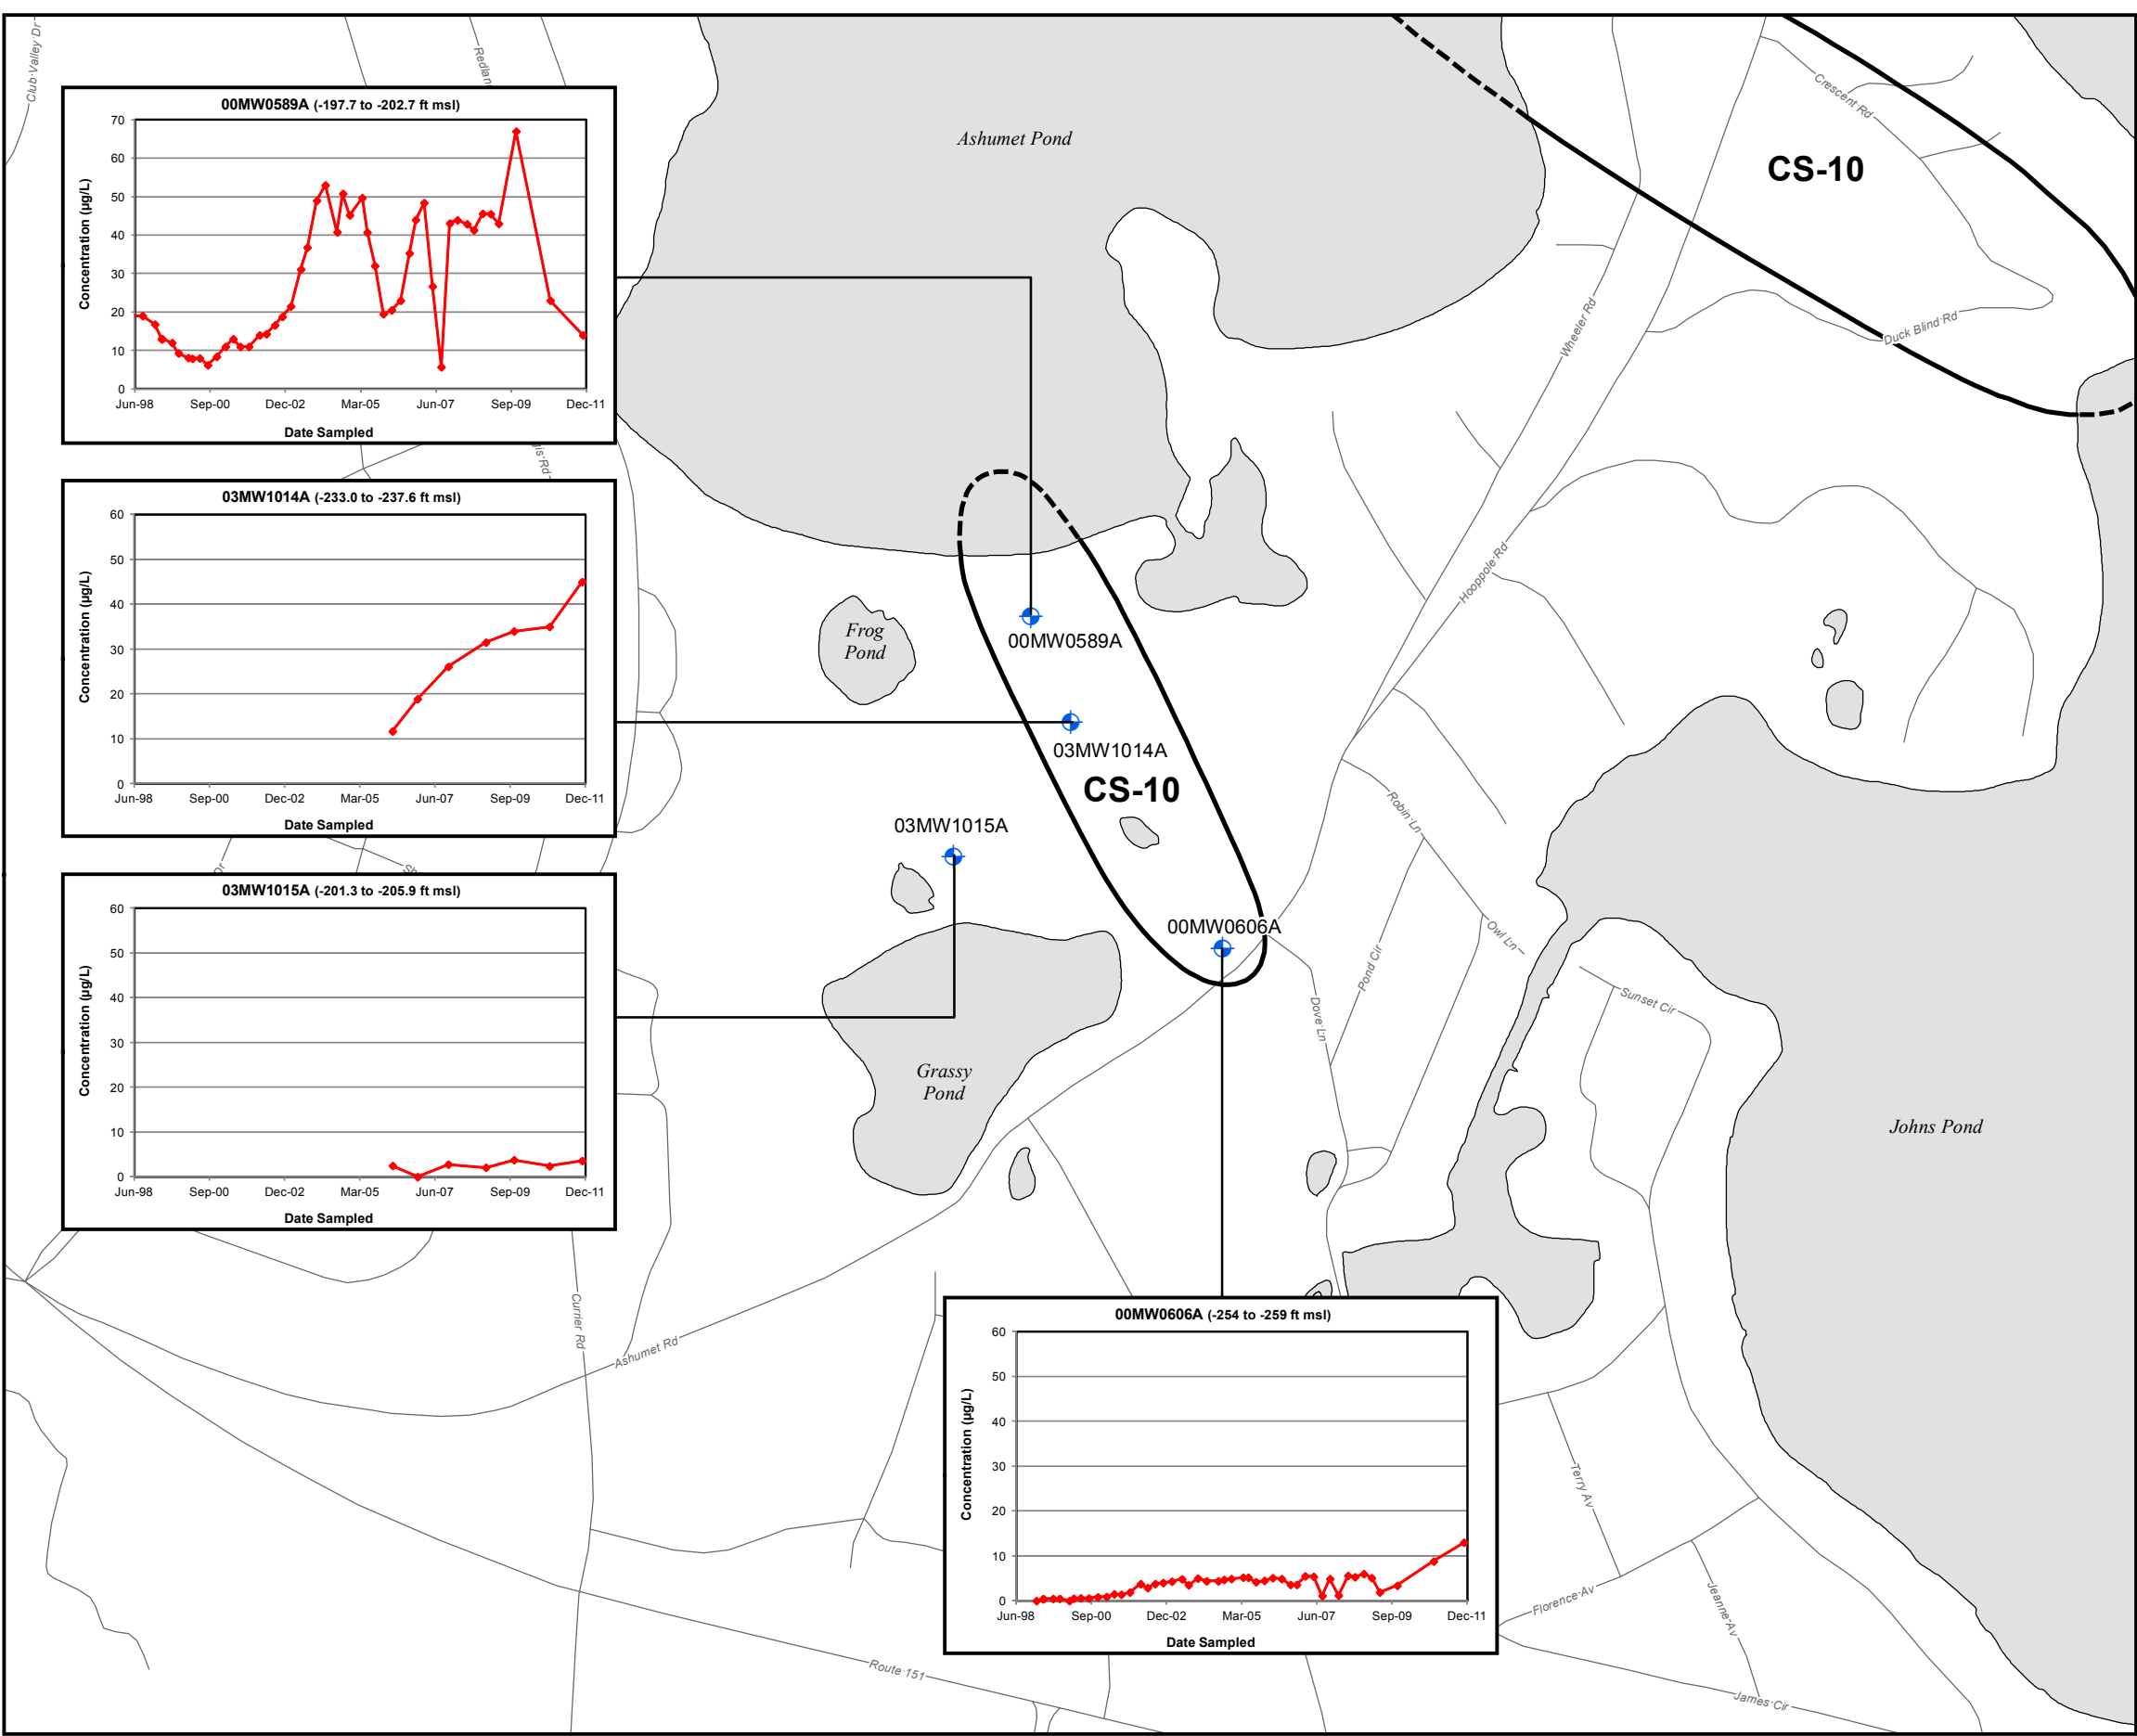 Club Valley Dr
Redlan
Ashumet Pond
Crescent Rd
CS-10
Wheeler Rd
Duck Blind Rd
00MW0589A (-197.7 to -202.7 ft msl)
Concentration (µg/L)
70
60
50
40
30
20
10
0
Jun-98 Sep-00 Dec-02 Mar-05 Jun-07 Sep-09 Dec-11
Date Sampled
gis Rd
03MW1014A (-233.0 to -237.6 ft msl)
Concentration (µg/L)
60
50
40
30
20
10
0
Jun-98 Sep-00 Dec-02 Mar-05 Jun-07 Sep-09 Dec-11
Date Sampled
Frog
Pond
00MW0589A
Hooppole Rd
03MW1014A
CS-10
Robin Ln
03MW1015A
Dr
Sh
03MW1015A (-201.3 to -205.9 ft msl)
Concentration (µg/L)
60
50
40
30
20
10
0
Jun-98 Sep-00 Dec-02 Mar-05 Jun-07 Sep-09 Dec-11
Date Sampled
00MW0606A
Owl Ln
Pond Cir
Dove Ln
Sunset Cir
Grassy
Pond
Johns Pond
Currier Rd
Ashumet Rd
00MW0606A (-254 to -259 ft msl)
Concentration (µg/L)
60
50
40
30
20
10
0
Jun-98 Sep-00 Dec-02 Mar-05 Jun-07 Sep-09 Dec-11
Date Sampled
Terry Av
Florence Av
Jeanne Av
Route 151
James Cir